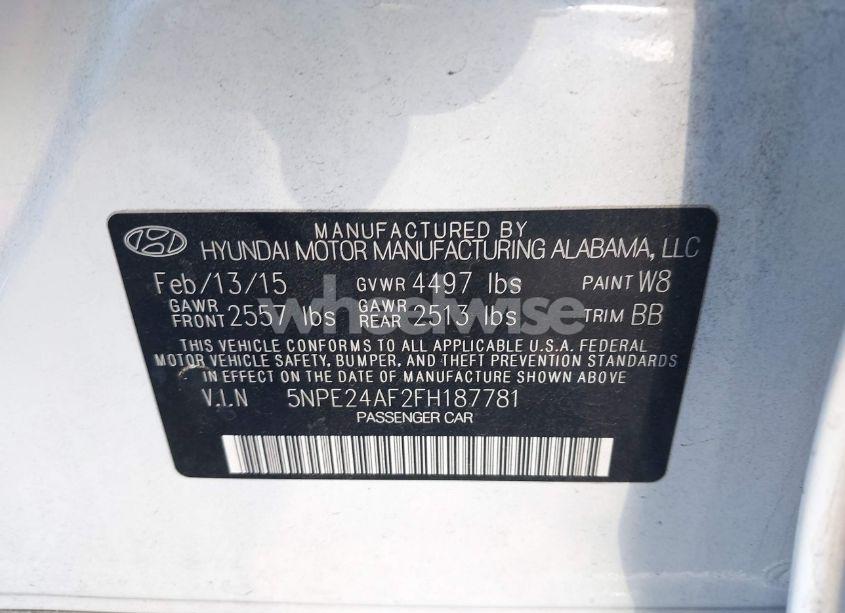 MANUFACTURED BY
HYUNDAI MOTOR MANUFACTURING ALABAMA, LLC
Feb/13/15 GVWR 4497 lbs PAINT W8
GAWR FRONT 2557 lbs GAWR REAR 2513 lbs TRIM BB
wheelwise
THIS VEHICLE CONFORMS TO ALL APPLICABLE U.S.A. FEDERAL
MOTOR VEHICLE SAFETY, BUMPER, AND THEFT PREVENTION STANDARDS
IN EFFECT ON THE DATE OF MANUFACTURE SHOWN ABOVE
V.I.N 5NPE24AF2FH187781
PASSENGER CAR